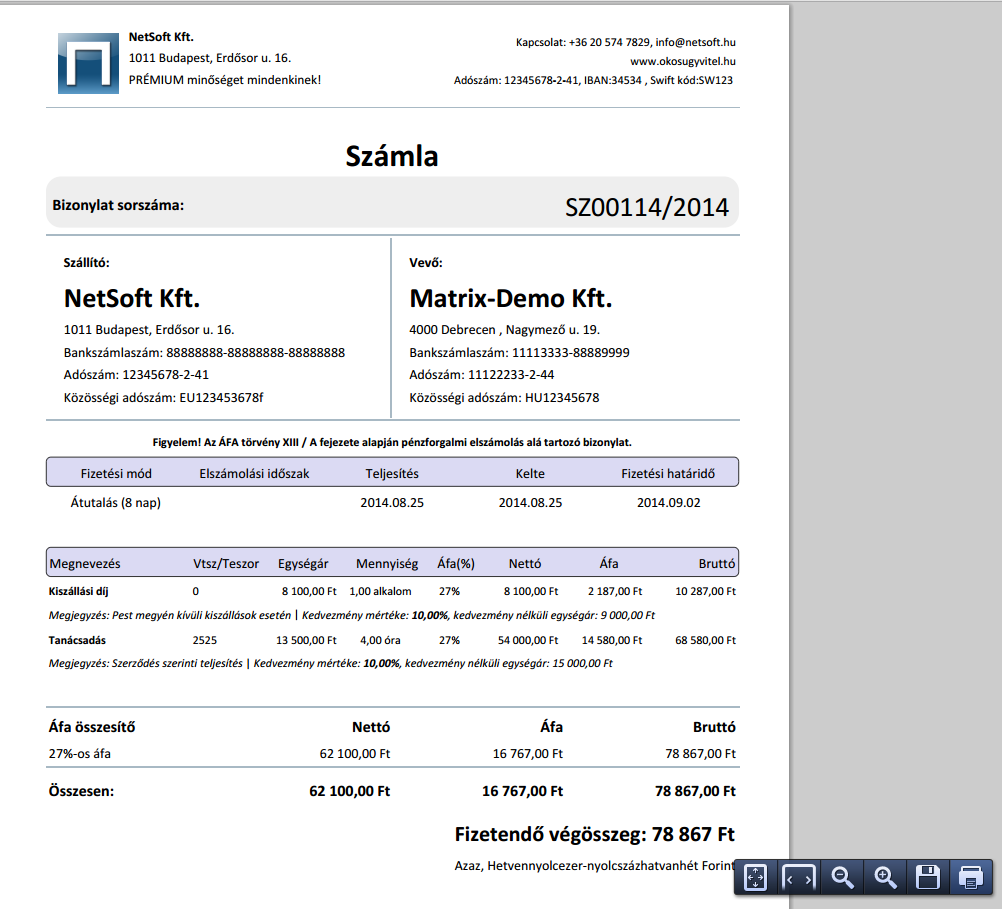 NetSoft Kft.
1011 Budapest, Erdősor u. 16.
PRÉMIUM minőséget mindenkinek!
Kapcsolat: +36 20 574 7829, info@netsoft.hu
www.okosugyvitel.hu
Adószám: 12345678-2-41, IBAN:34534 , Swift kód:SW123
Számla
Bizonylat sorszáma: SZ00114/2014
Szállító:
NetSoft Kft.
1011 Budapest, Erdősor u. 16.
Bankszámlaszám: 88888888-88888888-88888888
Adószám: 12345678-2-41
Közösségi adószám: EU123453678f
Vevő:
Matrix-Demo Kft.
4000 Debrecen , Nagymező u. 19.
Bankszámlaszám: 11113333-88889999
Adószám: 11122233-2-44
Közösségi adószám: HU12345678
Figyelem! Az ÁFA törvény XIII / A fejezete alapján pénzforgalmi elszámolás alá tartozó bizonylat.
Fizetési mód Elszámolási időszak Teljesítés Kelte Fizetési határidő
Átutalás (8 nap) 2014.08.25 2014.08.25 2014.09.02
Megnevezés Vtsz/Teszor Egységár Mennyiség Áfa(%) Nettó Áfa Bruttó
Kiszállási díj 0 8 100,00 Ft 1,00 alkalom 27% 8 100,00 Ft 2 187,00 Ft 10 287,00 Ft
Megjegyzés: Pest megyén kívüli kiszállások esetén | Kedvezmény mértéke: 10,00%, kedvezmény nélküli egységár: 9 000,00 Ft
Tanácsadás 2525 13 500,00 Ft 4,00 óra 27% 54 000,00 Ft 14 580,00 Ft 68 580,00 Ft
Megjegyzés: Szerződés szerinti teljesítés | Kedvezmény mértéke: 10,00%, kedvezmény nélküli egységár: 15 000,00 Ft
Áfa összesítő Nettó Áfa Bruttó
27%-os áfa 62 100,00 Ft 16 767,00 Ft 78 867,00 Ft
Összesen: 62 100,00 Ft 16 767,00 Ft 78 867,00 Ft
Fizetendő végösszeg: 78 867 Ft
Azaz, Hetvennyolcezer-nyolcszázhatvanhét Forint